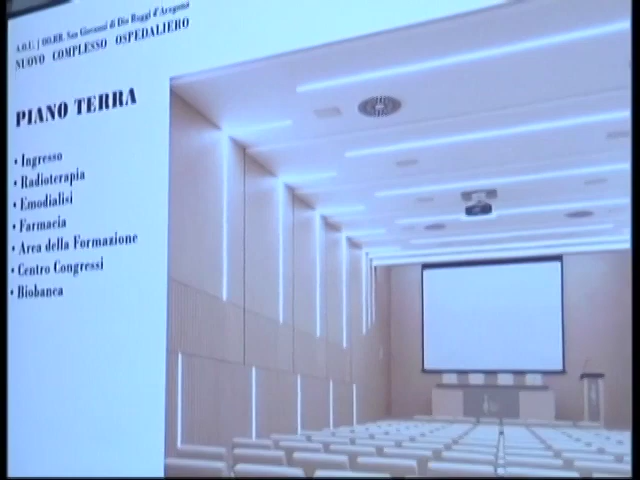 A.O.U. | OO.RR. San Giovanni di Dio Ruggi d'Aragona
NUOVO COMPLESSO OSPEDALIERO
PIANO TERRA
• Ingresso
• Radioterapia
• Emodialisi
• Farmacia
• Area della Formazione
• Centro Congressi
• Biobanca